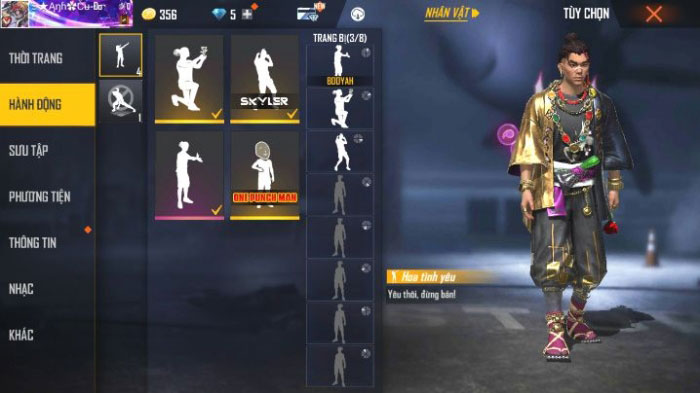 ★Anh✿Cu-Đơ
356
5
NEW
NHÂN VẬT
TÙY CHỌN
THỜI TRANG
HÀNH ĐỘNG
SƯU TẬP
PHƯƠNG TIỆN
THÔNG TIN
NHẠC
KHÁC
4
1
SKYLER
ONE PUNCH MAN
TRANG BỊ(3/8)
BOOYAH
Hoa tình yêu
Yêu thôi, đừng bắn!